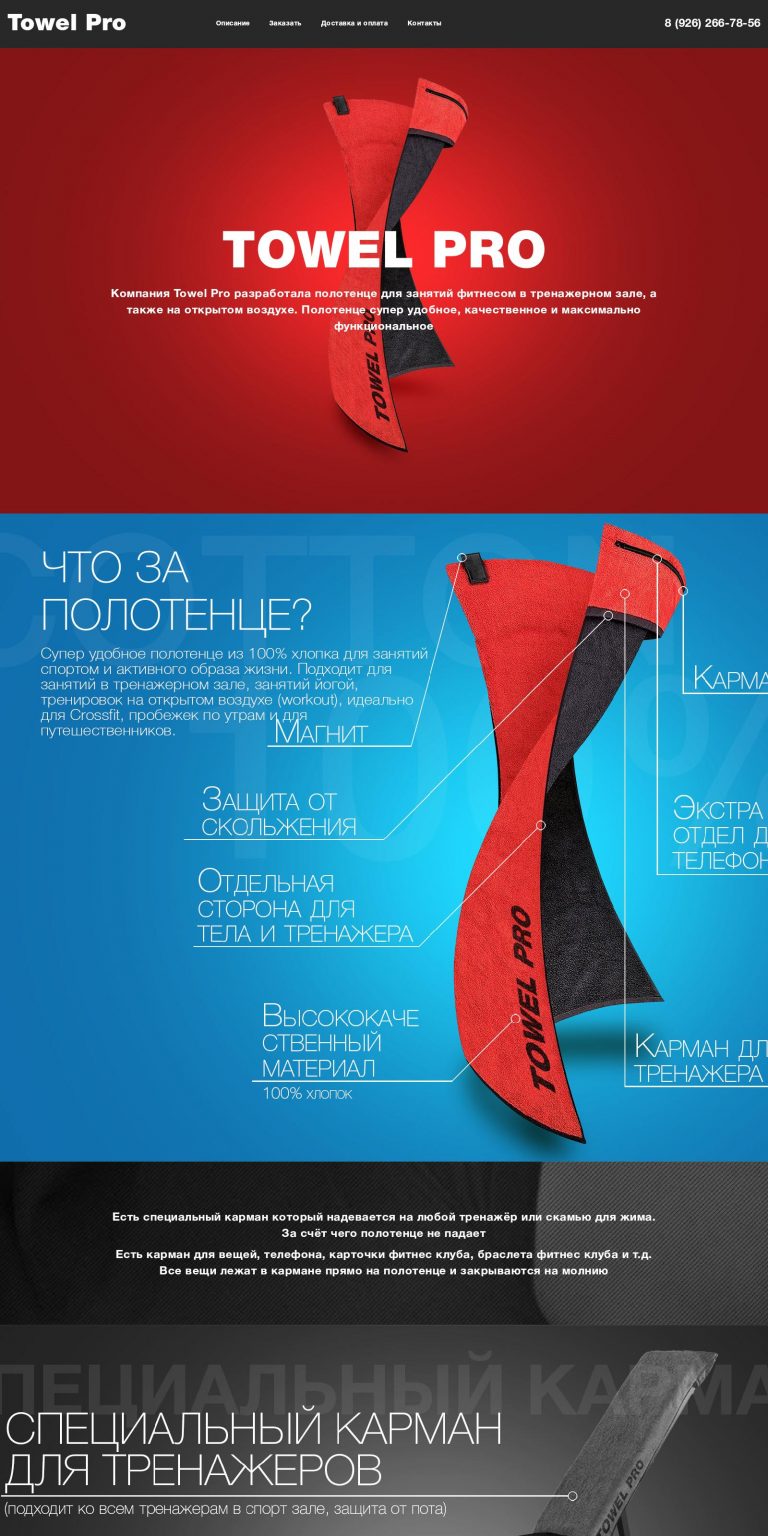 Towel Pro
Описание Заказать Доставка и оплата Контакты
8 (926) 266-78-56
TOWEL PRO
Компания Towel Pro разработала полотенце для занятий фитнесом в тренажерном зале, а
также на открытом воздухе. Полотенце супер удобное, качественное и максимально
функциональное
TOWEL PRO
COTTON
100%
ЧТО ЗА
ПОЛОТЕНЦЕ?
Супер удобное полотенце из 100% хлопка для занятий
спортом и активного образа жизни. Подходит для
занятий в тренажерном зале, занятий йогой,
тренировок на открытом воздухе (workout), идеально
для Crossfit, пробежек по утрам и для
путешественников.
Магнит
Карма
Защита от
скольжения
Экстра
отдел д
телефон
Отдельная
сторона для
тела и тренажера
TOWEL PRO
Высококаче
ственный
материал
100% хлопок
Карман дл
тренажера
Есть специальный карман который надевается на любой тренажёр или скамью для жима.
За счёт чего полотенце не падает
Есть карман для вещей, телефона, карточки фитнес клуба, браслета фитнес клуба и т.д.
Все вещи лежат в кармане прямо на полотенце и закрываются на молнию
ПЕЦИАЛЬНЫЙ КАРМА
СПЕЦИАЛЬНЫЙ КАРМАН
ДЛЯ ТРЕНАЖЕРОВ
(подходит ко всем тренажерам в спорт зале, защита от пота)
TOWEL PRO